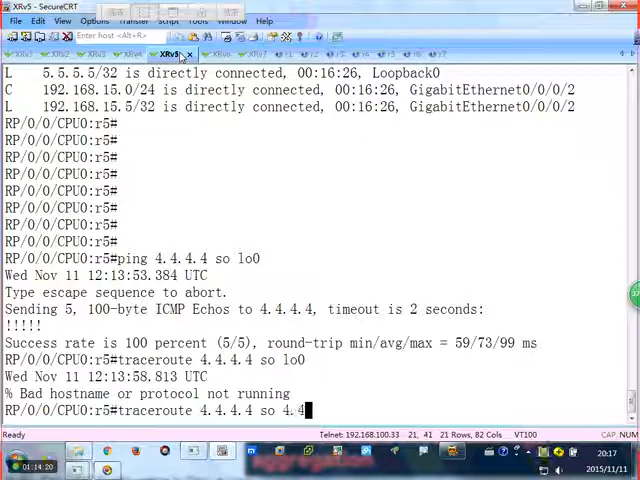 XRv5 - SecureCRT
File Edit Options Transfer Script Tools Window Help
Enter host <Alt+R>
XRv2 XRv3 XRv4 XRv5 XRv6 XRv7
L 5.5.5.5/32 is directly connected, 00:16:26, Loopback0
C 192.168.15.0/24 is directly connected, 00:16:26, GigabitEthernet0/0/0/2
L 192.168.15.5/32 is directly connected, 00:16:26, GigabitEthernet0/0/0/2
RP/0/0/CPU0:r5#
RP/0/0/CPU0:r5#
RP/0/0/CPU0:r5#
RP/0/0/CPU0:r5#
RP/0/0/CPU0:r5#
RP/0/0/CPU0:r5#
RP/0/0/CPU0:r5#
RP/0/0/CPU0:r5#
RP/0/0/CPU0:r5#ping 4.4.4.4 so lo0
Wed Nov 11 12:13:53.384 UTC
Type escape sequence to abort.
Sending 5, 100-byte ICMP Echos to 4.4.4.4, timeout is 2 seconds:
!!!!!
Success rate is 100 percent (5/5), round-trip min/avg/max = 59/73/99 ms
RP/0/0/CPU0:r5#traceroute 4.4.4.4 so lo0
Wed Nov 11 12:13:58.813 UTC
% Bad hostname or protocol not running
RP/0/0/CPU0:r5#traceroute 4.4.4.4 so 4.4
Ready Telnet: 192.168.100.33 21, 41 21 Rows, 82 Cols VT100 CAP NUM
01:14:20
20:17
2015/11/11